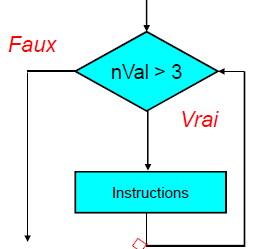 Faux
nVal > 3
Vrai
Instructions